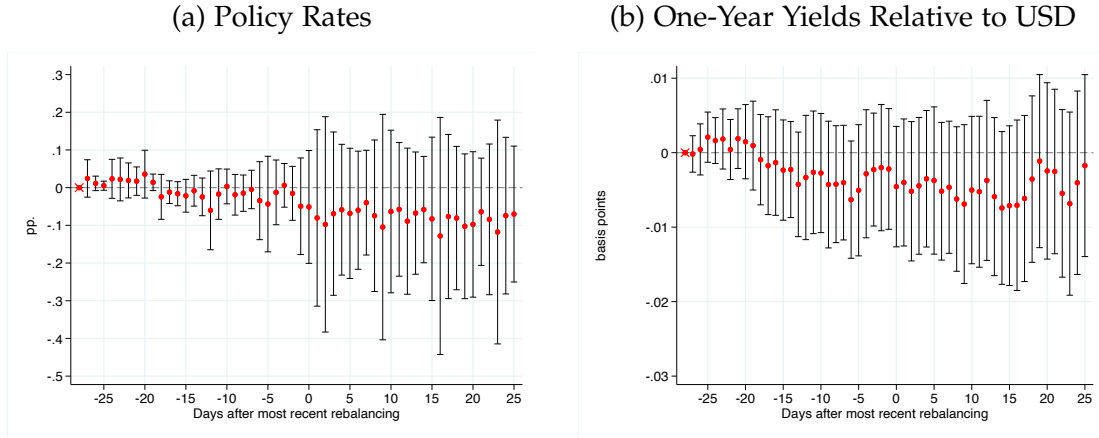 (a) Policy Rates
(b) One-Year Yields Relative to USD
.3
.2
.1
0
-.1
-.2
-.3
-.4
-.5
pp.
-25 -20 -15 -10 -5 0 5 10 15 20 25
Days after most recent rebalancing
.01
0
-.01
-.02
-.03
basis points
-25 -20 -15 -10 -5 0 5 10 15 20 25
Days after most recent rebalancing